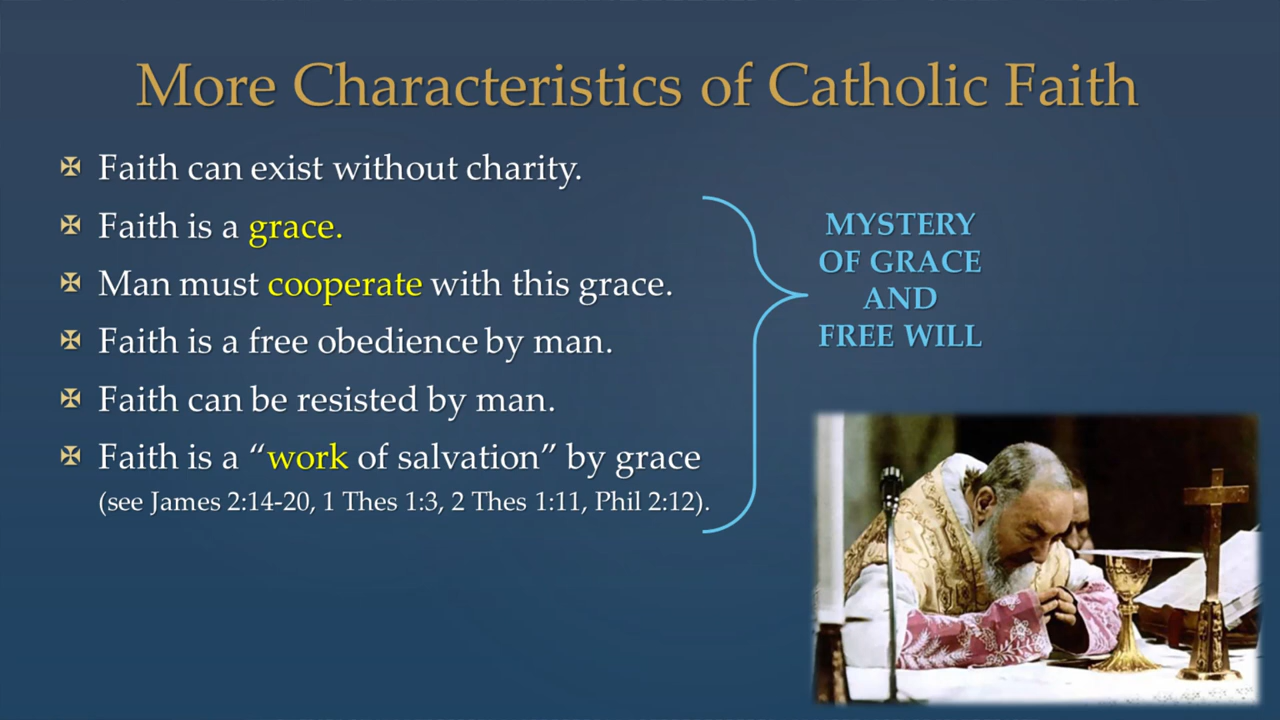 More Characteristics of Catholic Faith
Faith can exist without charity.
Faith is a grace.
Man must cooperate with this grace.
Faith is a free obedience by man.
Faith can be resisted by man.
Faith is a “work of salvation” by grace
(see James 2:14-20, 1 Thes 1:3, 2 Thes 1:11, Phil 2:12).
MYSTERY
OF GRACE
AND
FREE WILL